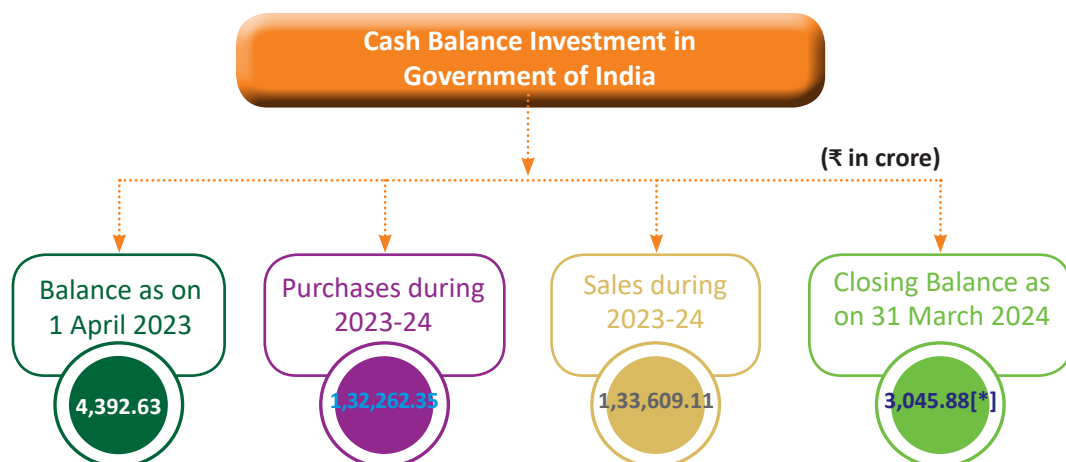 Cash Balance Investment in
Government of India
(₹ in crore)
Balance as on
1 April 2023
4,392.63
Purchases during
2023-24
1,32,262.35
Sales during
2023-24
1,33,609.11
Closing Balance as
on 31 March 2024
3,045.88[*]